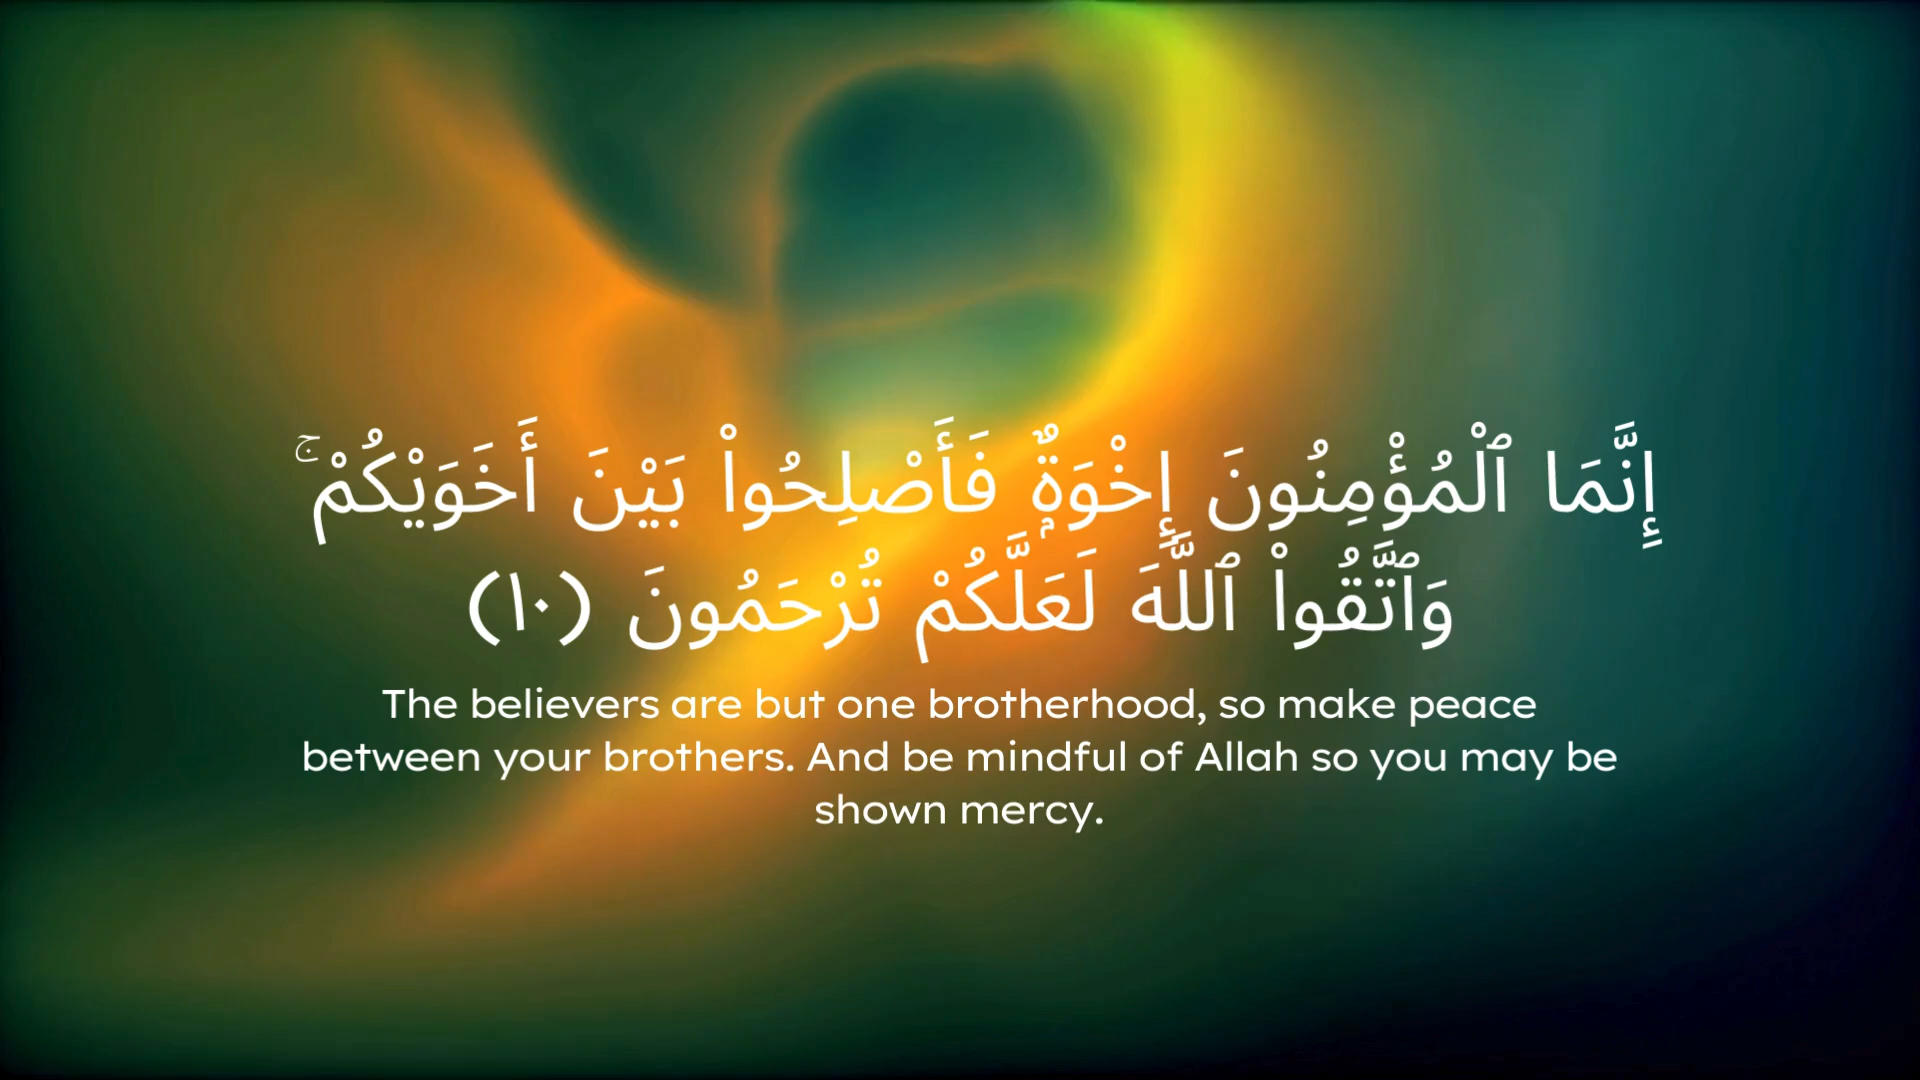 إِنَّمَا ٱلْمُؤْمِنُونَ إِخْوَةٌۭ فَأَصْلِحُوا۟ بَيْنَ أَخَوَيْكُمْ ۚ
وَٱتَّقُوا۟ ٱللَّهَ لَعَلَّكُمْ تُرْحَمُونَ (١٠)
The believers are but one brotherhood, so make peace
between your brothers. And be mindful of Allah so you may be
shown mercy.